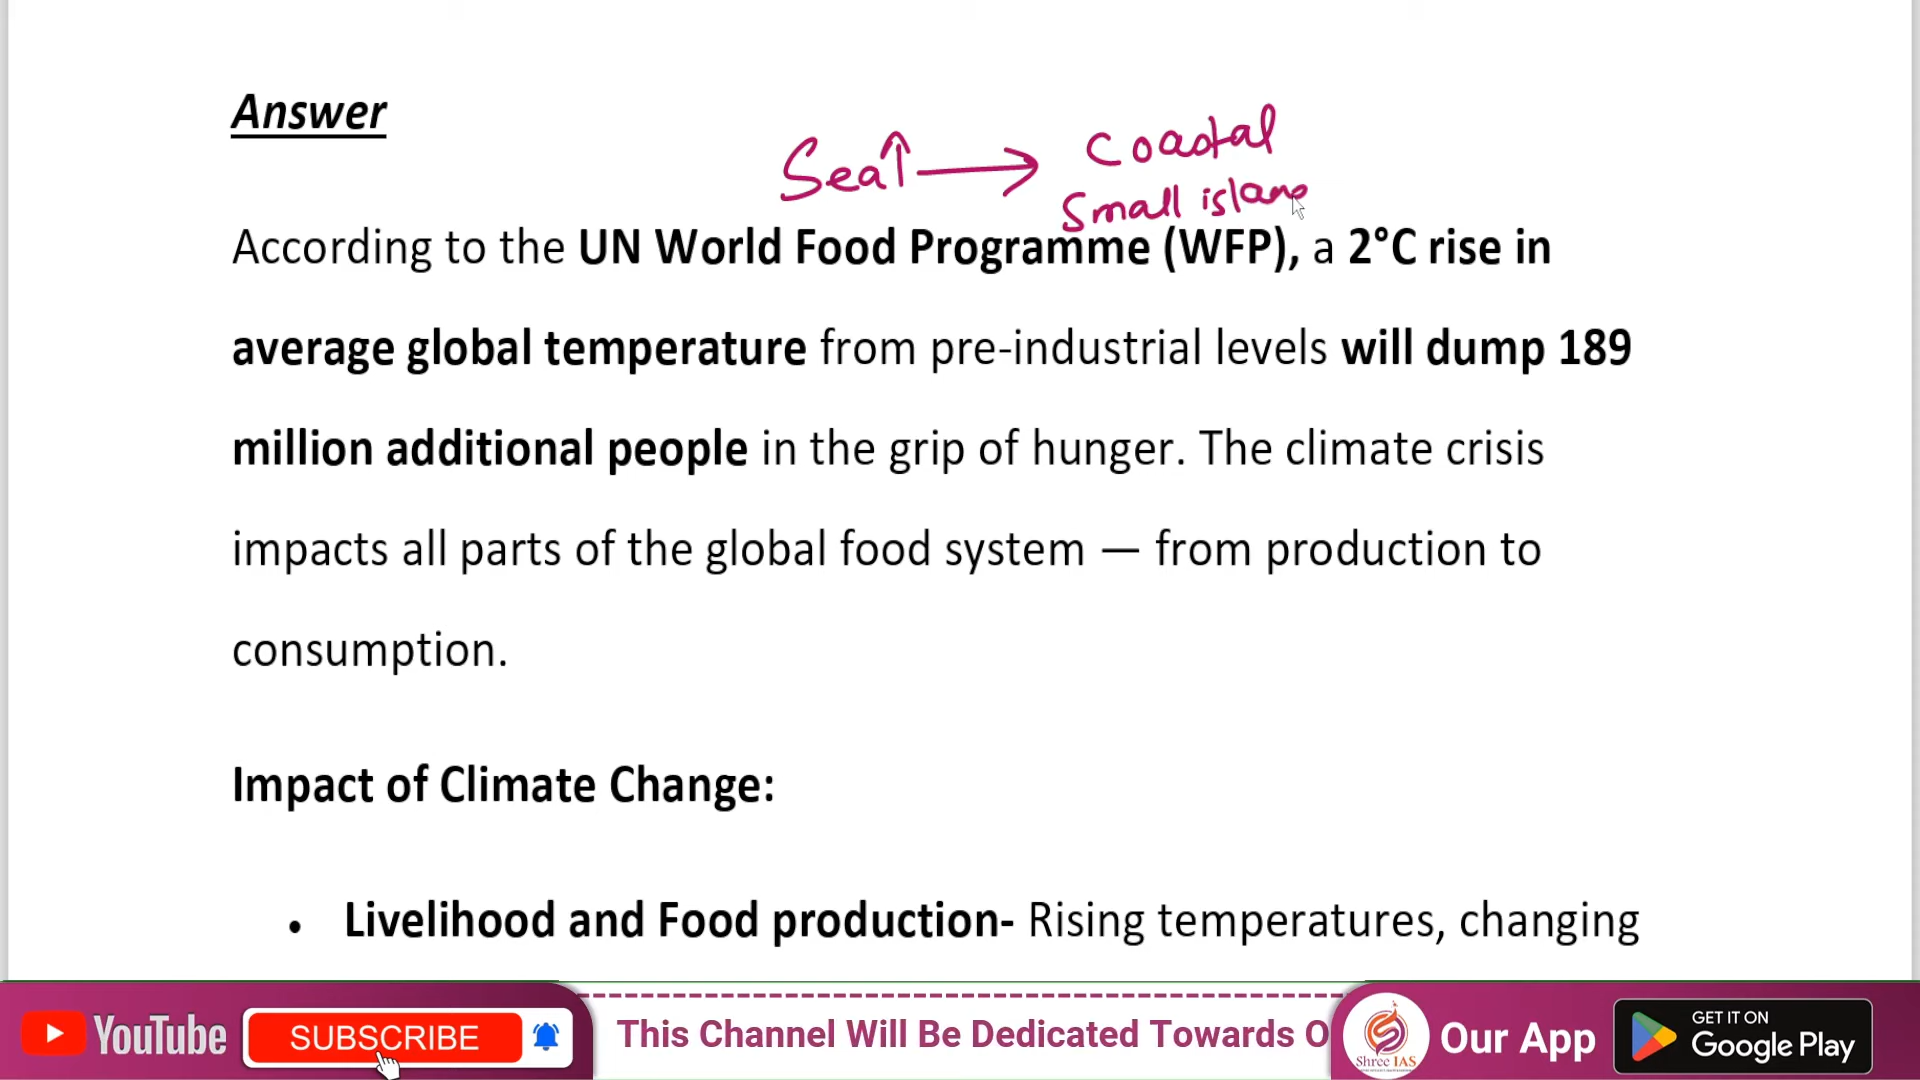 Answer
Sea↑ → Coastal
Small islan
According to the UN World Food Programme (WFP), a 2°C rise in
average global temperature from pre-industrial levels will dump 189
million additional people in the grip of hunger. The climate crisis
impacts all parts of the global food system — from production to
consumption.
Impact of Climate Change:
• Livelihood and Food production- Rising temperatures, changing
YouTube SUBSCRIBE This Channel Will Be Dedicated Towards O Shree IAS Our App GET IT ON
Google Play